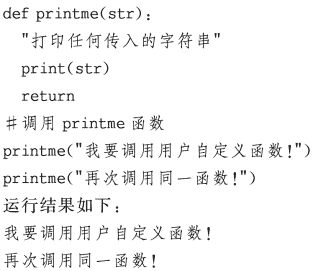 def printme(str):
  "打印任何传入的字符串"
  print(str)
  return
#调用 printme 函数
printme("我要调用用户自定义函数!")
printme("再次调用同一函数!")
运行结果如下:
我要调用用户自定义函数!
再次调用同一函数!